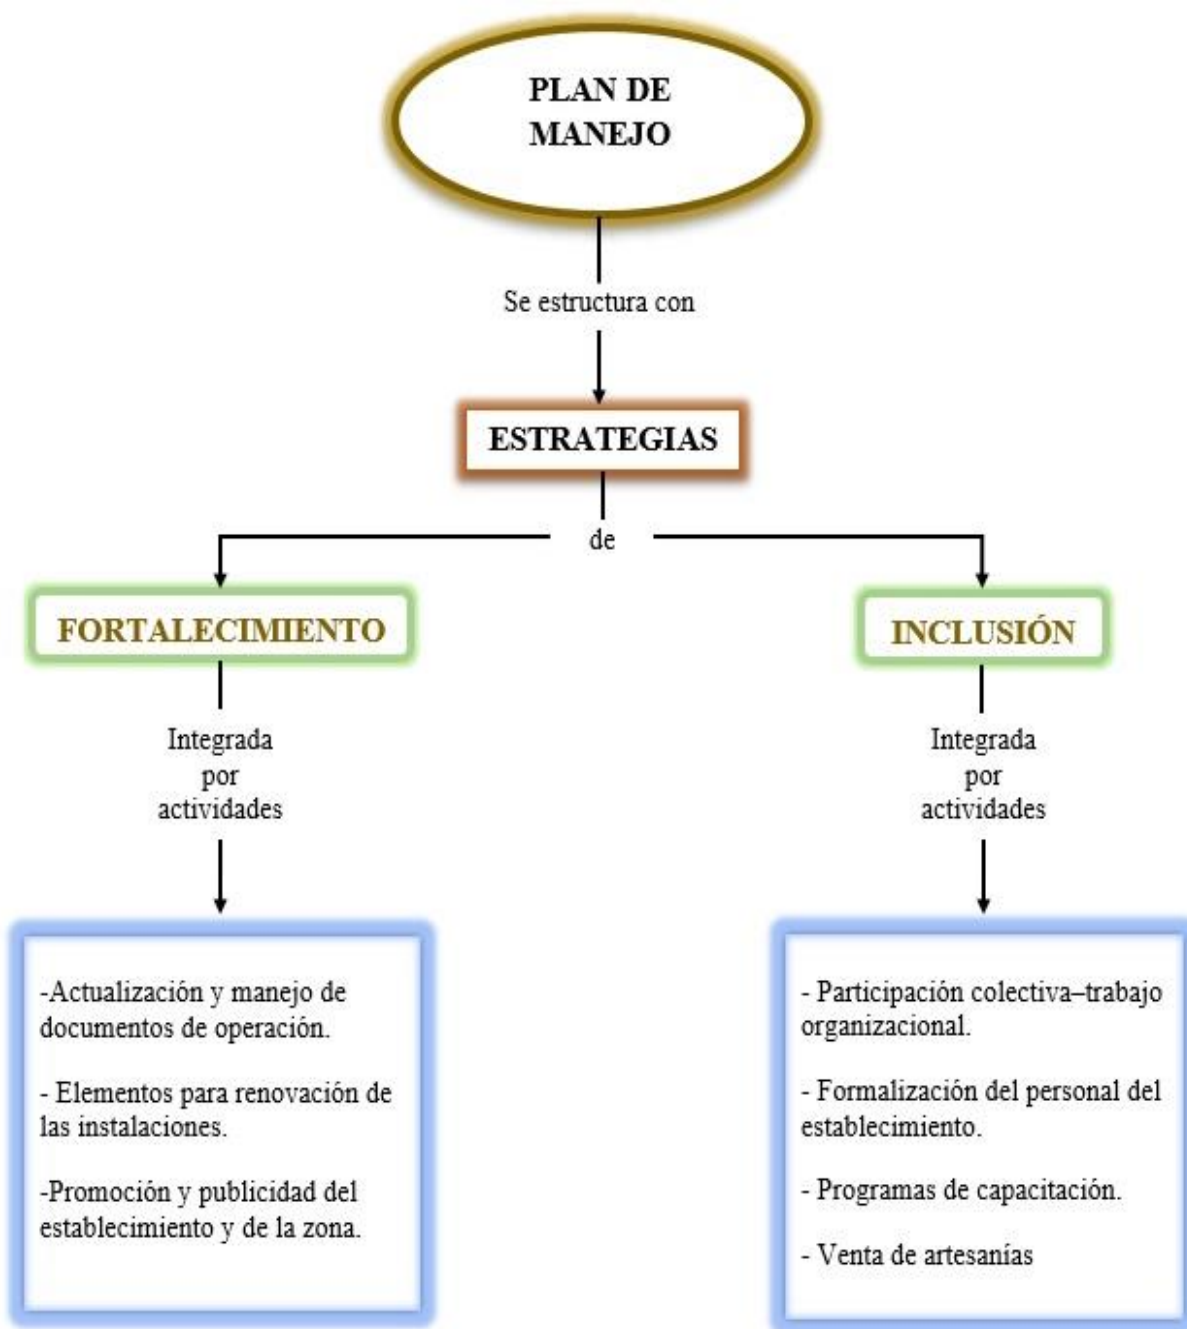 PLAN DE
MANEJO
Se estructura con
ESTRATEGIAS
de
FORTALECIMIENTO
Integrada
por
actividades
-Actualización y manejo de
documentos de operación.
- Elementos para renovación de
las instalaciones.
-Promoción y publicidad del
establecimiento y de la zona.
INCLUSIÓN
Integrada
por
actividades
- Participación colectiva–trabajo
organizacional.
- Formalización del personal del
establecimiento.
- Programas de capacitación.
- Venta de artesanías